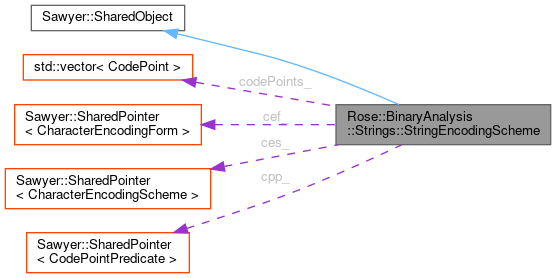 Sawyer::SharedObject
std::vector< CodePoint >
codePoints_
Sawyer::SharedPointer
< CharacterEncodingForm >
cef_
Rose::BinaryAnalysis
::Strings::StringEncodingScheme
ces_
Sawyer::SharedPointer
< CharacterEncodingScheme >
cpp_
Sawyer::SharedPointer
< CodePointPredicate >